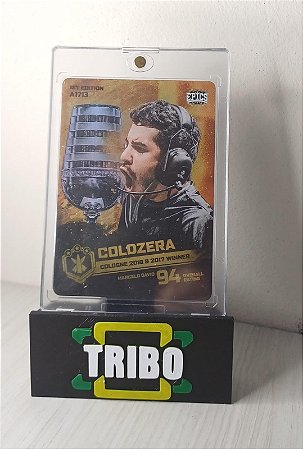 1ST EDITION
A1713
EPICS
COLDZERA
COLOGNE 2016 & 2017 WINNER
MARCELO DAVID 94 OVERALL RATING
TRIBO